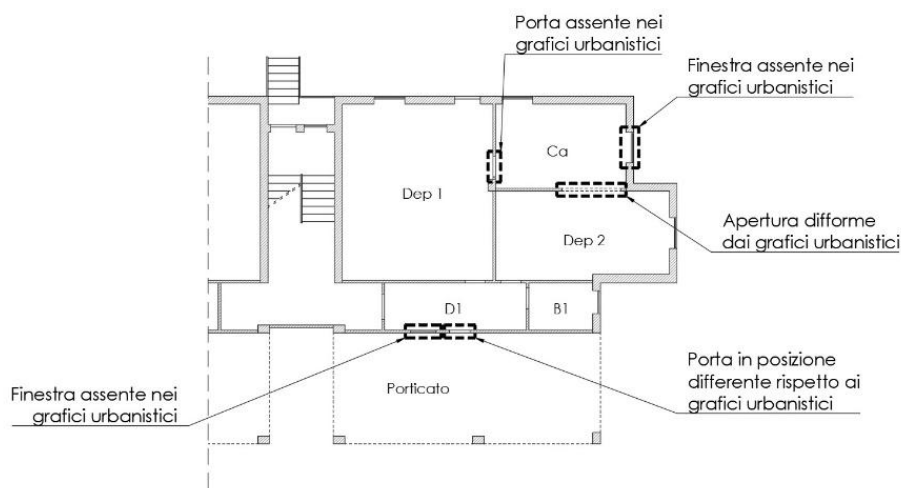 Porta assente nei
grafici urbanistici
Finestra assente nei
grafici urbanistici
Ca
Dep 1
Apertura difforme
dai grafici urbanistici
Dep 2
D1
B1
Porta in posizione
differente rispetto ai
grafici urbanistici
Porticato
Finestra assente nei
grafici urbanistici